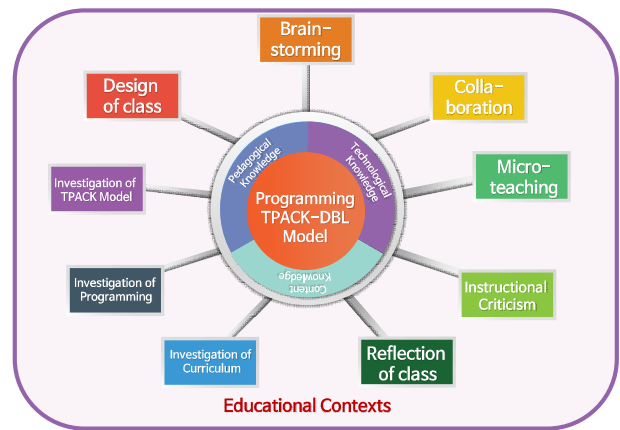 Brain-
storming
Design
of class
Colla-
boration
Micro-
teaching
Investigation of
TPACK Model
Pedagogical
Knowledge
Technological
Knowledge
Programming
TPACK-DBL
Model
Content
Knowledge
Investigation of
Programming
Instructional
Criticism
Investigation of
Curriculum
Reflection
of class
Educational Contexts